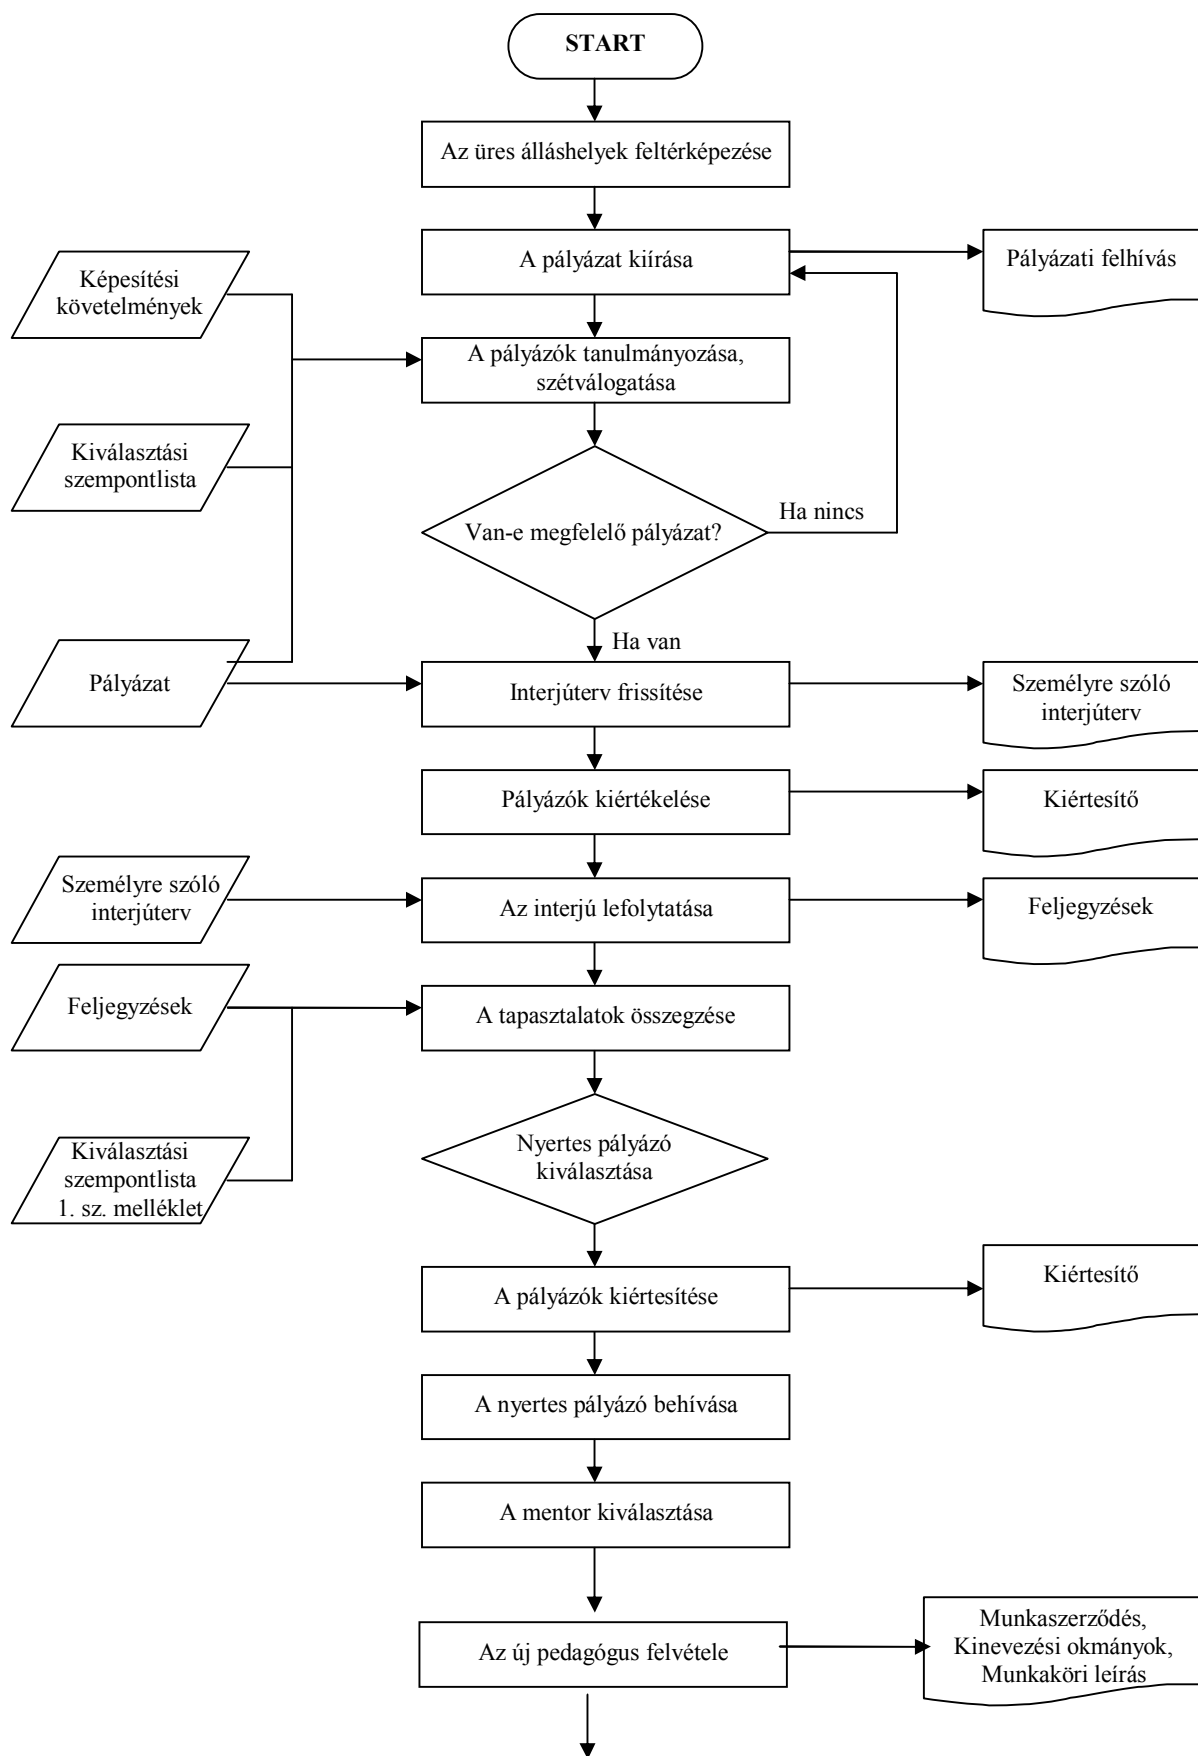 START
Az üres álláshelyek feltérképezése
A pályázat kiírása
Pályázati felhívás
Képesítési
követelmények
A pályázók tanulmányozása,
szétválogatása
Kiválasztási
szempontlista
Van-e megfelelő pályázat?
Ha nincs
Ha van
Pályázat
Interjúterv frissítése
Személyre szóló
interjúterv
Pályázók kiértékelése
Kiértesítő
Személyre szóló
interjúterv
Az interjú lefolytatása
Feljegyzések
Feljegyzések
A tapasztalatok összegzése
Nyertes pályázó
kiválasztása
Kiválasztási
szempontlista
1. sz. melléklet
A pályázók kiértesítése
Kiértesítő
A nyertes pályázó behívása
A mentor kiválasztása
Az új pedagógus felvétele
Munkaszerződés,
Kinevezési okmányok,
Munkaköri leírás